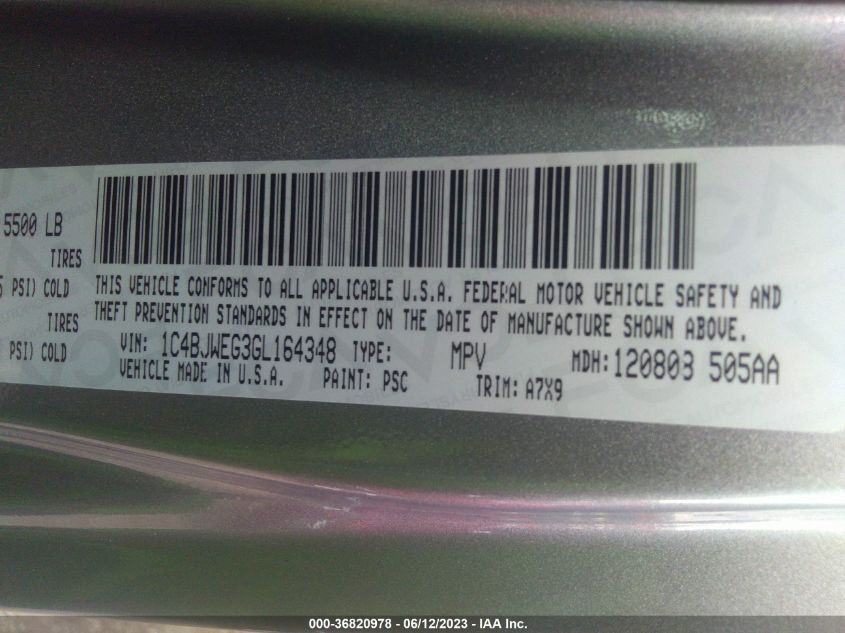 5500 LB
TIRES
PSI) COLD
TIRES
PSI) COLD
THIS VEHICLE CONFORMS TO ALL APPLICABLE U.S.A. FEDERAL MOTOR VEHICLE SAFETY AND
THEFT PREVENTION STANDARDS IN EFFECT ON THE DATE OF MANUFACTURE SHOWN ABOVE.
VIN: 1C4BJWEG3GL164348 TYPE: MPV MDH:120803 505AA
VEHICLE MADE IN U.S.A. PAINT: PSC TRIM: A7X9
000-36820978 - 06/12/2023 - IAA Inc.